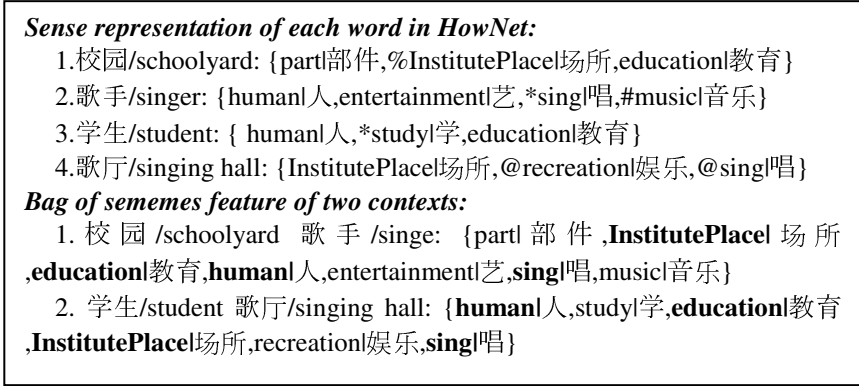 Sense representation of each word in HowNet:
1.校园/schoolyard: {part|部件,%InstitutePlace|场所,education|教育}
2.歌手/singer: {human|人,entertainment|艺,*sing|唱,#music|音乐}
3.学生/student: { human|人,*study|学,education|教育}
4.歌厅/singing hall: {InstitutePlace|场所,@recreation|娱乐,@sing|唱}
Bag of sememes feature of two contexts:
1. 校园/schoolyard 歌手/singe: {part|部件,InstitutePlace|场所
,education|教育,human|人,entertainment|艺,sing|唱,music|音乐}
2. 学生/student 歌厅/singing hall: {human|人,study|学,education|教育
,InstitutePlace|场所,recreation|娱乐,sing|唱}